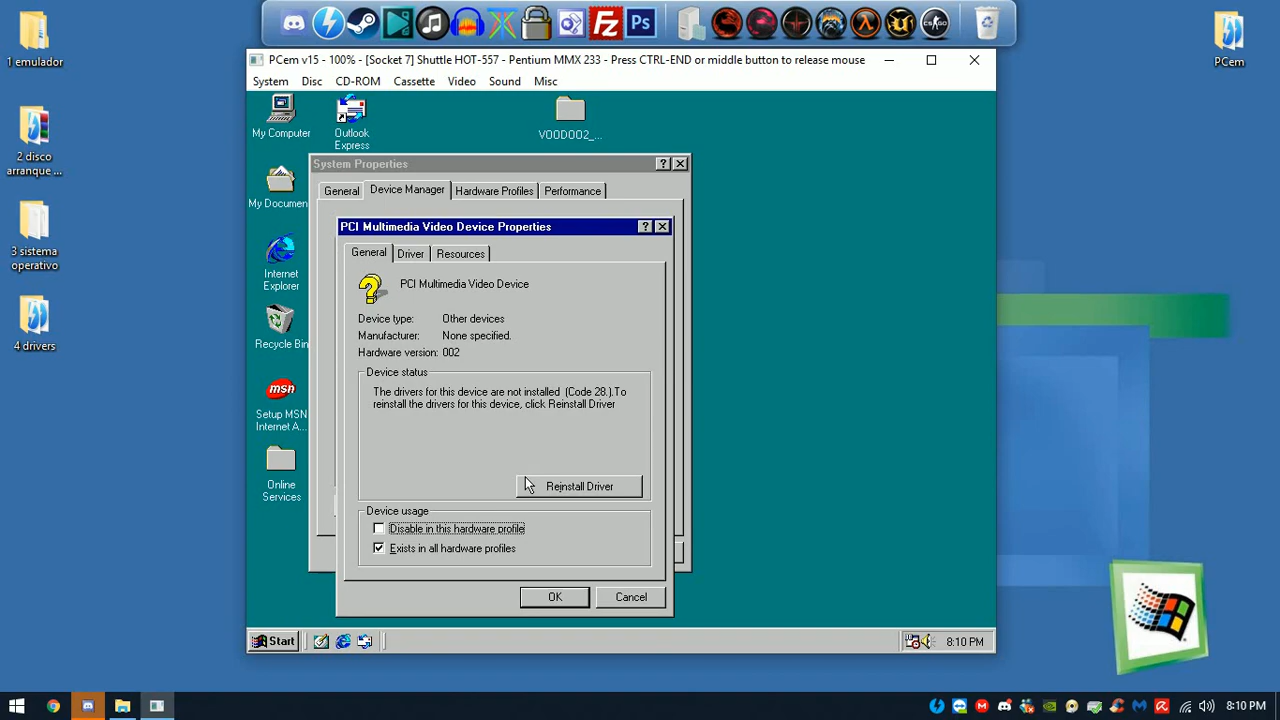 1 emulador
2 disco
arranque ...
3 sistema
operativo
4 drivers
Fz
Ps
CS:GO
PCem
PCem v15 - 100% - [Socket 7] Shuttle HOT-557 - Pentium MMX 233 - Press CTRL-END or middle button to release mouse
System Disc CD-ROM Cassette Video Sound Misc
My Computer
Outlook
Express
V00D002_...
My Documen
Internet
Explorer
Recycle Bin
msn
Setup MSN
Internet A...
Online
Services
System Properties
General Device Manager Hardware Profiles Performance
PCI Multimedia Video Device Properties
General Driver Resources
PCI Multimedia Video Device
Device type: Other devices
Manufacturer: None specified.
Hardware version: 002
Device status
The drivers for this device are not installed (Code 28.).To
reinstall the drivers for this device, click Reinstall Driver
Reinstall Driver
Device usage
Disable in this hardware profile
Exists in all hardware profiles
OK Cancel
Start
8:10 PM
8:10 PM